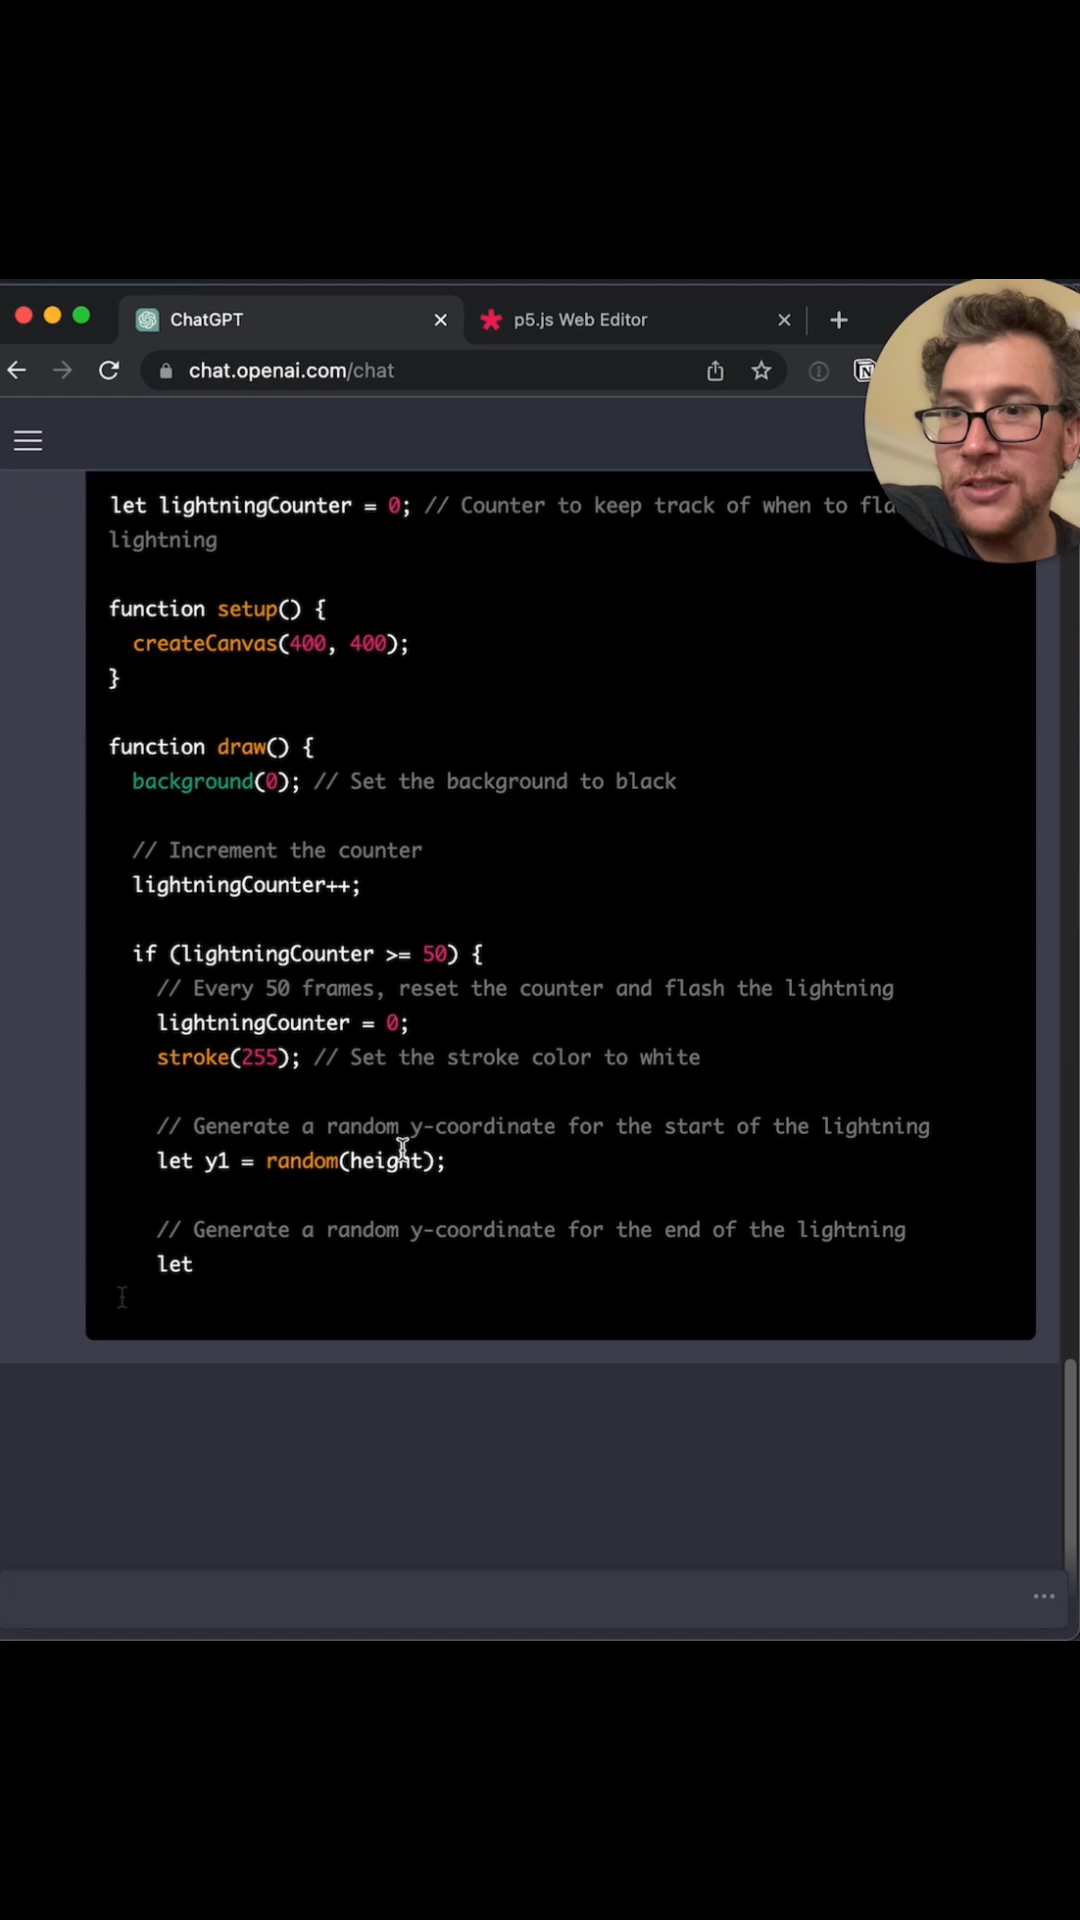 ChatGPT
p5.js Web Editor
chat.openai.com/chat
let lightningCounter = 0; // Counter to keep track of when to
lightning
function setup() {
createCanvas(400, 400);
}
function draw() {
background(0); // Set the background to black
// Increment the counter
lightningCounter++;
if (lightningCounter >= 50) {
// Every 50 frames, reset the counter and flash the lightning
lightningCounter = 0;
stroke(255); // Set the stroke color to white
// Generate a random y-coordinate for the start of the lightning
let y1 = random(height);
// Generate a random y-coordinate for the end of the lightning
let